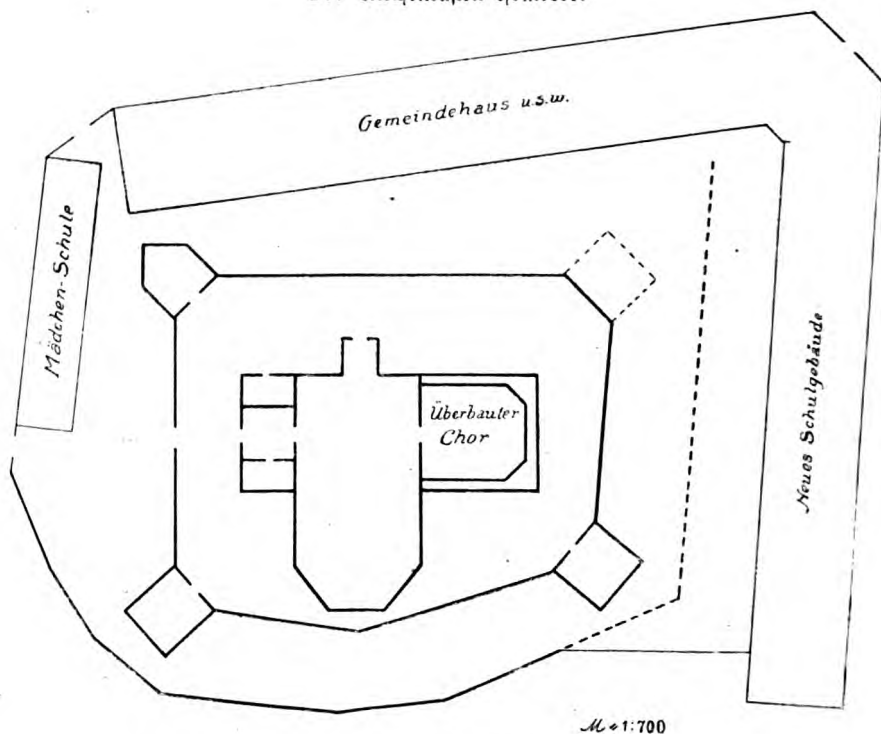 Gemeindehaus u.s.w.
Mädchen-Schule
Überbauter
Chor
Neues Schulgebäude
M = 1:700